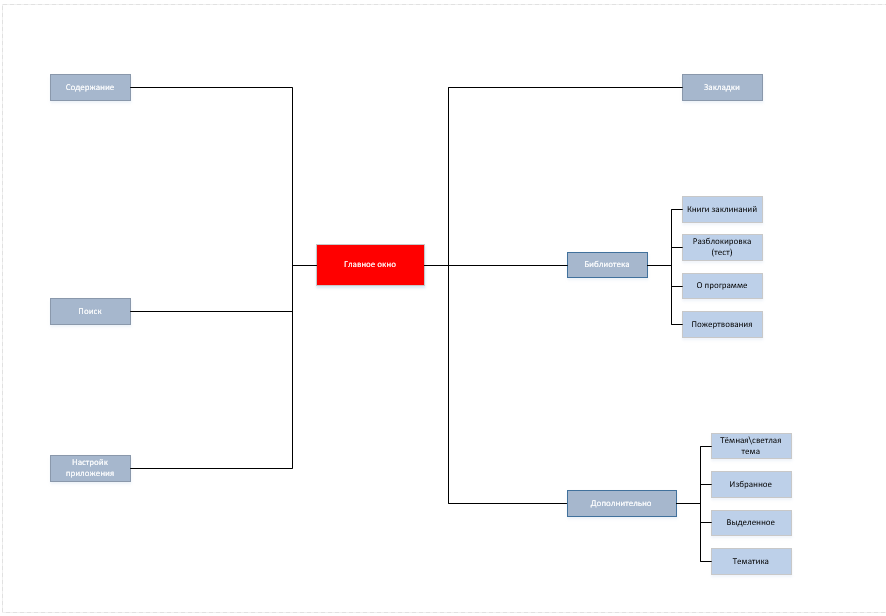 Содержание
Закладки
Книги заклинаний
Разблокировка
(тест)
Главное окно
Библиотека
О программе
Поиск
Пожертвования
Тёмная\светлая
тема
Настройк
приложения
Избранное
Дополнительно
Выделенное
Тематика